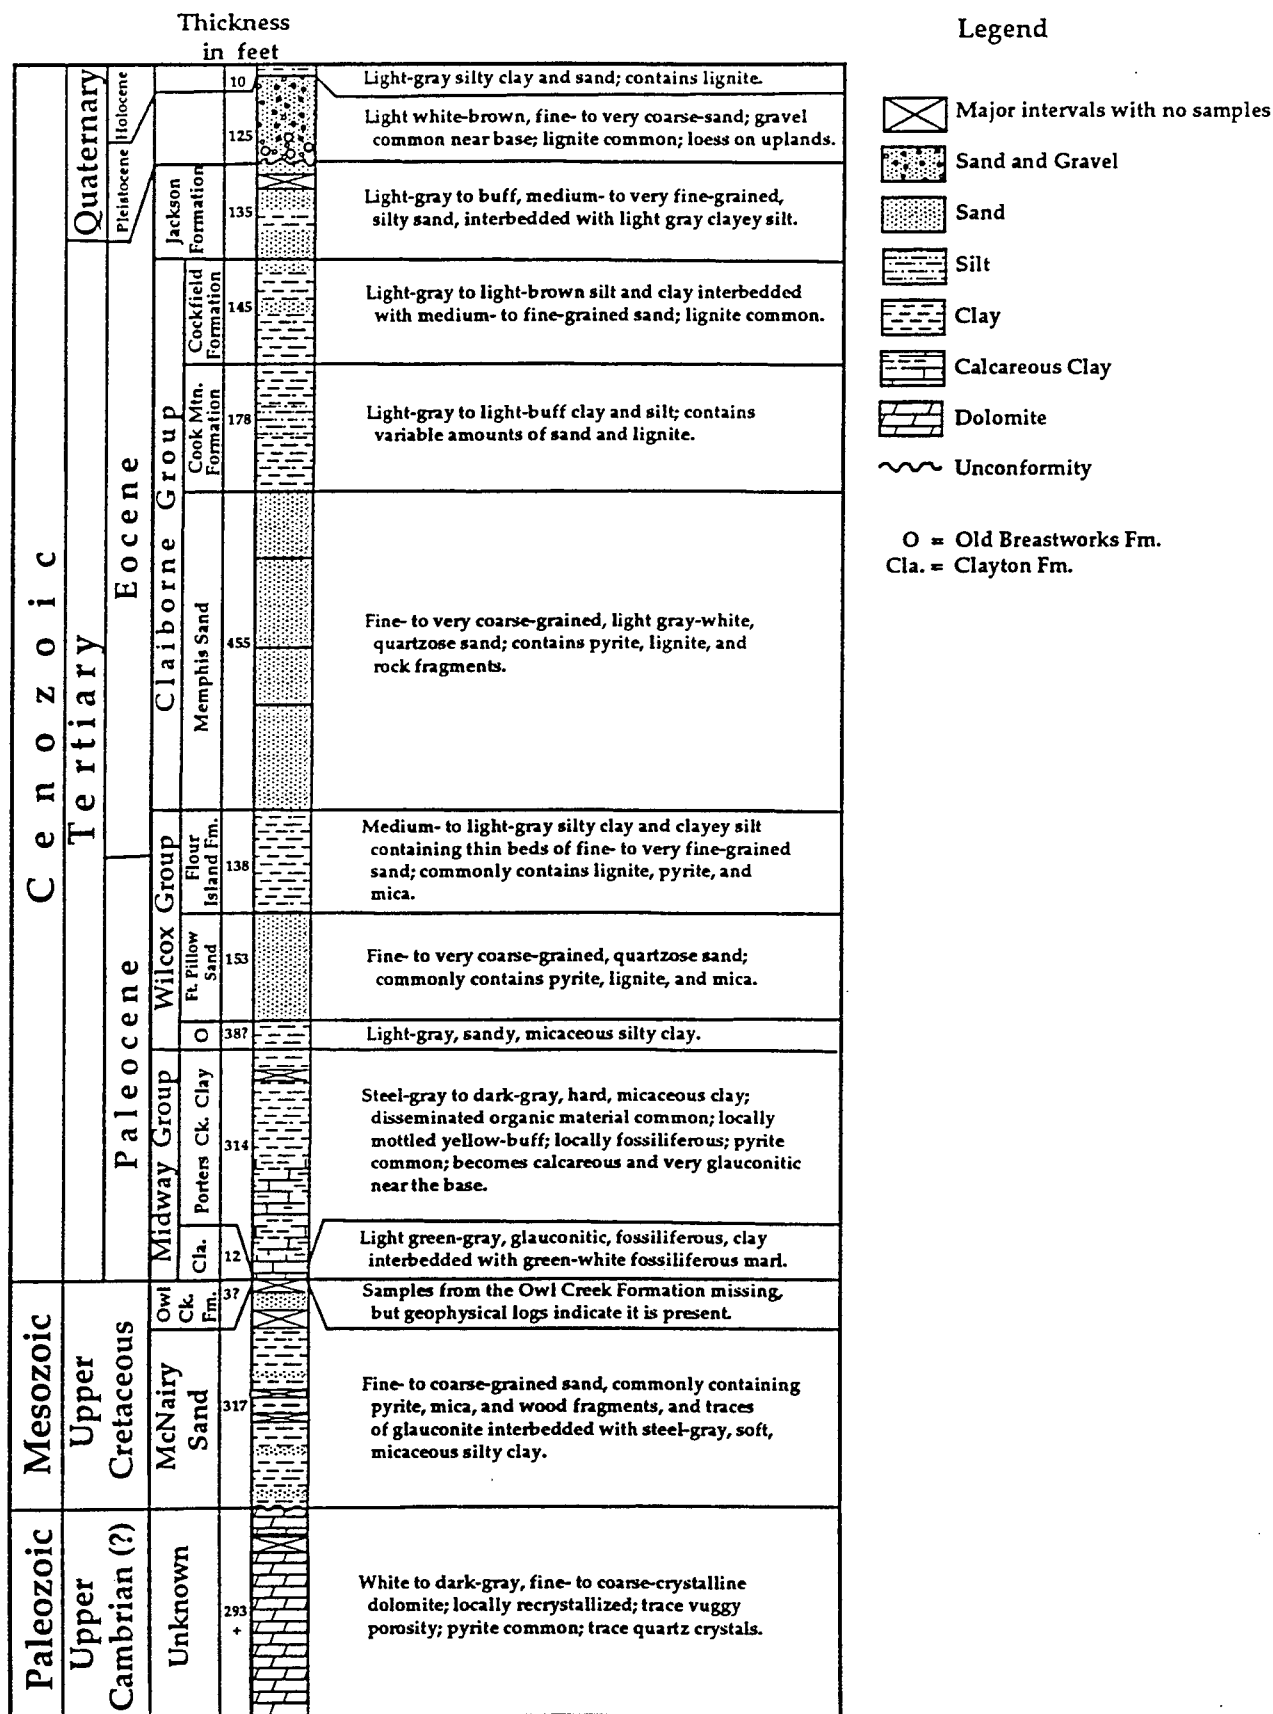 Thickness
in feet
Legend
Cenozoic
Tertiary
Quaternary
Holocene
Pleistocene
10
Light-gray silty clay and sand; contains lignite.
125
Light white-brown, fine- to very coarse-sand; gravel
common near base; lignite common; loess on uplands.
Eocene
Jackson
Formation
135
Light-gray to buff, medium- to very fine-grained,
silty sand, interbedded with light gray clayey silt.
Claiborne Group
Cockfield
Formation
145
Light-gray to light-brown silt and clay interbedded
with medium- to fine-grained sand; lignite common.
Cook Mtn.
Formation
178
Light-gray to light-buff clay and silt; contains
variable amounts of sand and lignite.
Memphis Sand
455
Fine- to very coarse-grained, light gray-white,
quartzose sand; contains pyrite, lignite, and
rock fragments.
Paleocene
Wilcox Group
Flour
Island Fm.
138
Medium- to light-gray silty clay and clayey silt
containing thin beds of fine- to very fine-grained
sand; commonly contains lignite, pyrite, and
mica.
Ft. Pillow
Sand
153
Fine- to very coarse-grained, quartzose sand;
commonly contains pyrite, lignite, and mica.
O
38?
Light-gray, sandy, micaceous silty clay.
Midway Group
Porters Ck. Clay
314
Steel-gray to dark-gray, hard, micaceous clay;
disseminated organic material common; locally
mottled yellow-buff; locally fossiliferous; pyrite
common; becomes calcareous and very glauconitic
near the base.
Cla.
12
Light green-gray, glauconitic, fossiliferous, clay
interbedded with green-white fossiliferous marl.
Mesozoic
Upper
Cretaceous
Owl
Ck.
Fm.
3?
Samples from the Owl Creek Formation missing,
but geophysical logs indicate it is present.
McNairy
Sand
317
Fine- to coarse-grained sand, commonly containing
pyrite, mica, and wood fragments, and traces
of glauconite interbedded with steel-gray, soft,
micaceous silty clay.
Paleozoic
Upper
Cambrian (?)
Unknown
293
+
White to dark-gray, fine- to coarse-crystalline
dolomite; locally recrystallized; trace vuggy
porosity; pyrite common; trace quartz crystals.
Major intervals with no samples
Sand and Gravel
Sand
Silt
Clay
Calcareous Clay
Dolomite
Unconformity
O = Old Breastworks Fm.
Cla. = Clayton Fm.